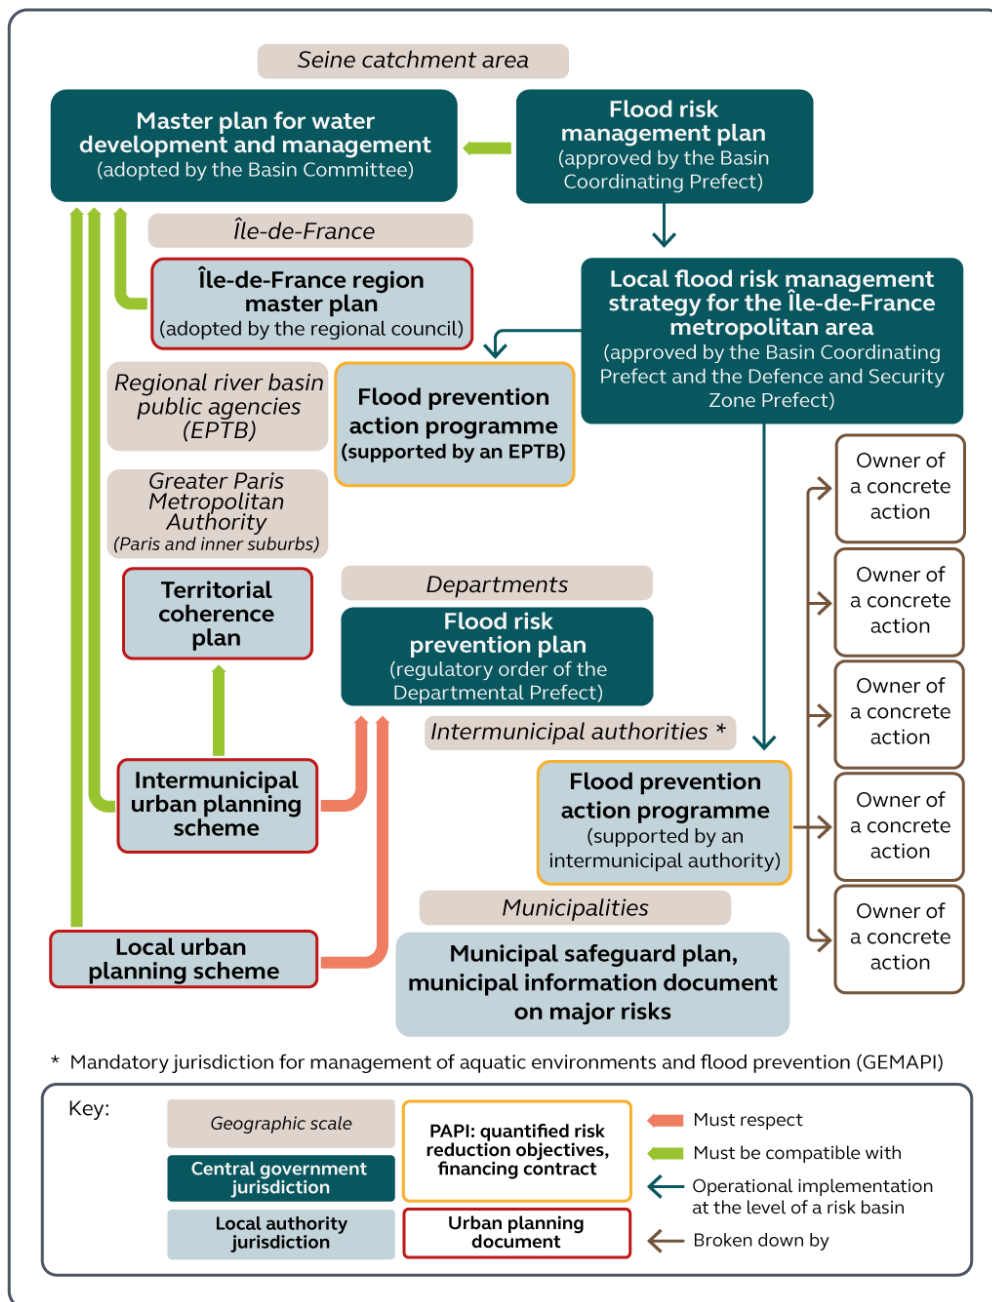 Seine catchment area
Master plan for water
development and management
(adopted by the Basin Committee)
Flood risk
management plan
(approved by the Basin
Coordinating Prefect)
Île-de-France
Île-de-France region
master plan
(adopted by the regional council)
Local flood risk management
strategy for the Île-de-France
metropolitan area
(approved by the Basin Coordinating
Prefect and the Defence and Security
Zone Prefect)
Regional river basin
public agencies
(EPTB)
Flood prevention
action programme
(supported by an EPTB)
Greater Paris
Metropolitan
Authority
(Paris and inner suburbs)
Territorial
coherence
plan
Departments
Flood risk
prevention plan
(regulatory order of the
Departmental Prefect)
Intermunicipal authorities *
Intermunicipal
urban planning
scheme
Flood prevention
action programme
(supported by an
intermunicipal authority)
Owner of
a concrete
action
Owner of
a concrete
action
Owner of
a concrete
action
Owner of
a concrete
action
Owner of
a concrete
action
Municipalities
Local urban
planning scheme
Municipal safeguard plan,
municipal information document
on major risks
* Mandatory jurisdiction for management of aquatic environments and flood prevention (GEMAPI)
Key:
Geographic scale
Central government
jurisdiction
Local authority
jurisdiction
PAPI: quantified risk
reduction objectives,
financing contract
Urban planning
document
Must respect
Must be compatible with
Operational implementation
at the level of a risk basin
Broken down by